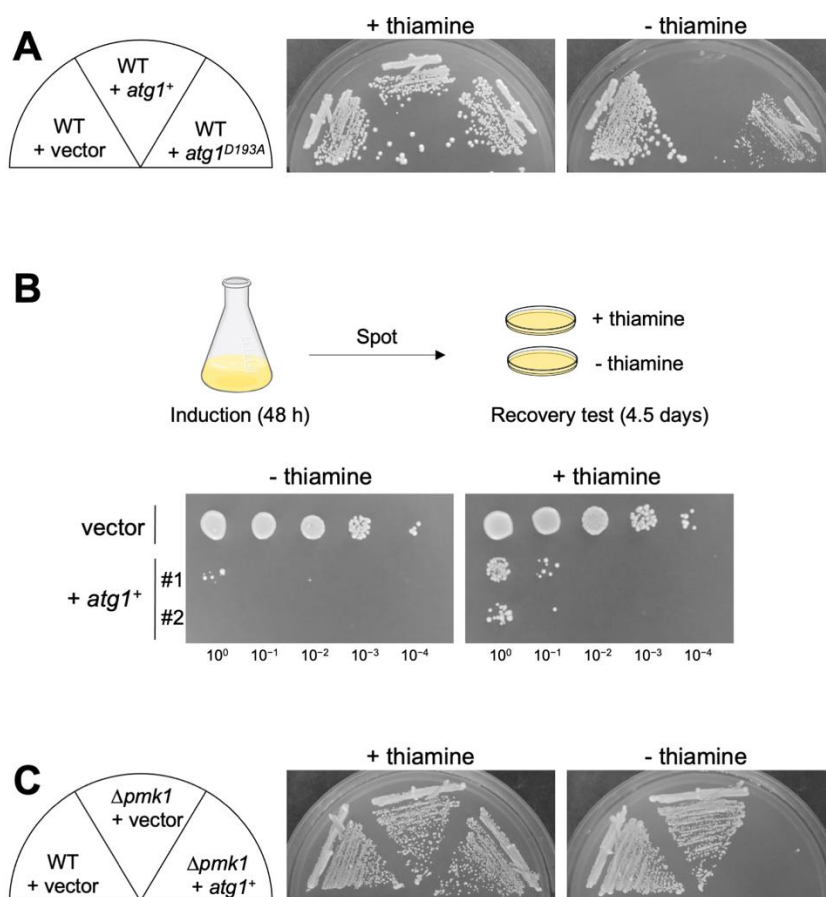 A
+ thiamine
- thiamine
WT
+ vector
WT
+ atg1⁺
WT
+ atg1ᴰ¹⁹³ᴬ
B
Spot
+ thiamine
- thiamine
Induction (48 h)
Recovery test (4.5 days)
- thiamine
+ thiamine
vector
+ atg1⁺
#1
#2
10⁰ 10⁻¹ 10⁻² 10⁻³ 10⁻⁴
10⁰ 10⁻¹ 10⁻² 10⁻³ 10⁻⁴
C
+ thiamine
- thiamine
WT
+ vector
Δpmk1
+ vector
Δpmk1
+ atg1⁺